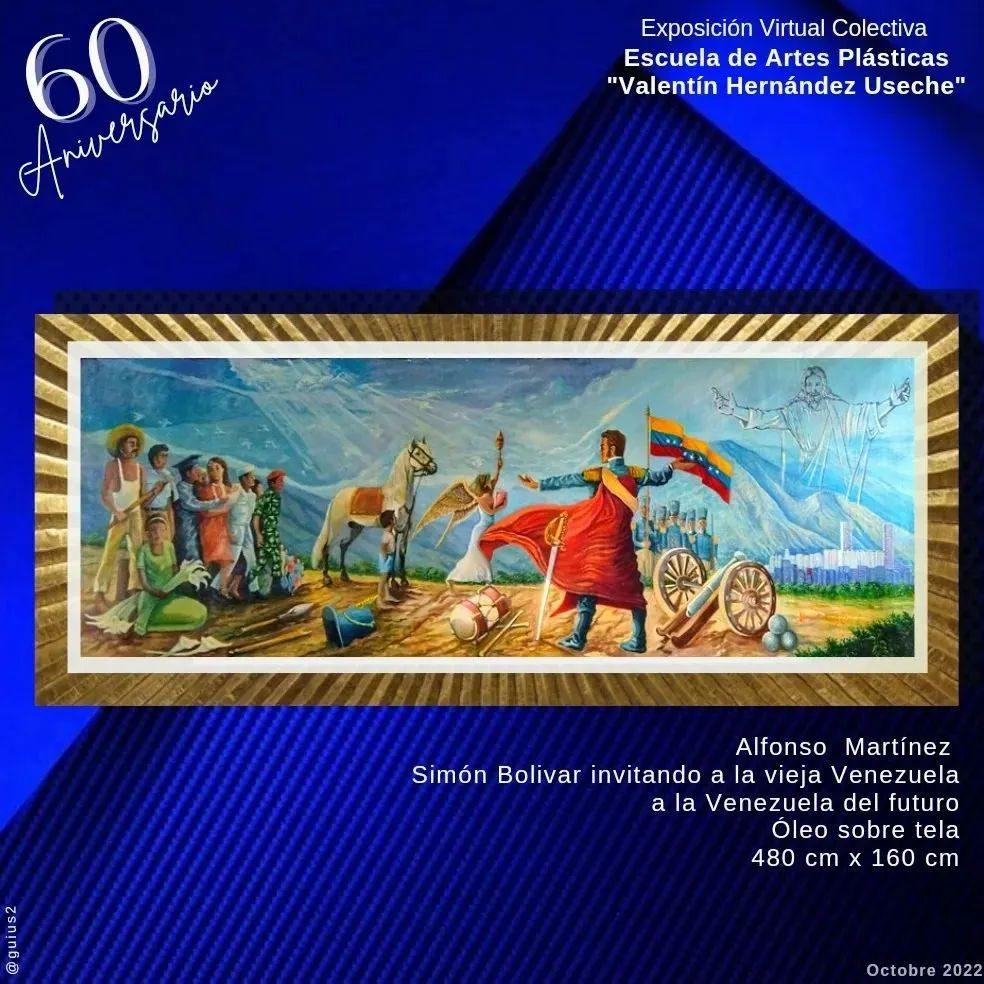 60
Aniversario
Exposición Virtual Colectiva
Escuela de Artes Plásticas
"Valentín Hernández Useche"
Alfonso Martínez
Simón Bolivar invitando a la vieja Venezuela
a la Venezuela del futuro
Óleo sobre tela
480 cm x 160 cm
@guius2
Octobre 2022